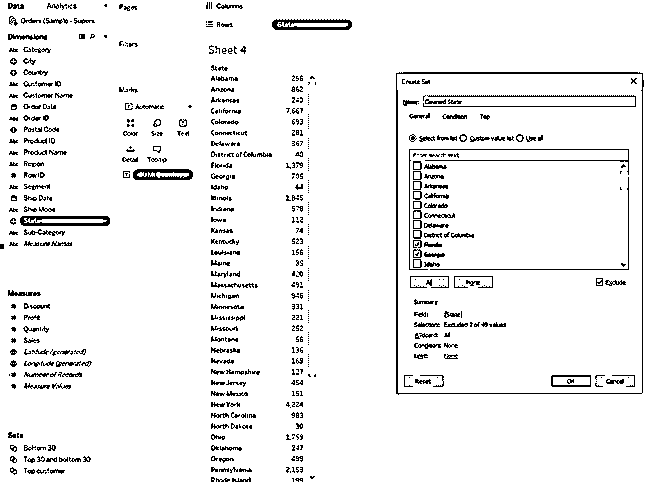 Data Analytics
Orders (Sample - Supers
Dimensions
Abc Category
City
Country
Abc Customer ID
Abc Customer Name
Order Date
Abc Order ID
Postal Code
Abc Product ID
Abc Product Name
Abc Region
# Row ID
Abc Segment
Ship Date
Abc Ship Mode
Abc Sub-Category
Abc Measure Names
Measures
# Discount
# Profit
# Quantity
# Sales
Latitude (generated)
Longitude (generated)
# Number of Records
# Measure Values
Sets
Bottom 30
Top 30 and bottom 30
Top customer
Pages
Filters
Marks
Automatic
Color Size Text
Detail Tooltip
Columns
Rows
Sheet 4
State
Alabama 256
Arizona 862
Arkansas 240
California 7,667
Colorado 693
Connecticut 281
Delaware 367
District of Columbia 40
Florida 1,379
Georgia 705
Idaho 64
Illinois 1,845
Indiana 578
Iowa 112
Kansas 74
Kentucky 523
Louisiana 156
Maine 35
Maryland 420
Massachusetts 491
Michigan 946
Minnesota 331
Mississippi 221
Missouri 252
Montana 56
Nebraska 136
Nevada 169
New Hampshire 127
New Jersey 454
New Mexico 151
New York 4,224
North Carolina 983
North Dakota 30
Ohio 1,759
Oklahoma 247
Oregon 499
Pennsylvania 2,153
Rhode Island 199
Create Set
Name:
General Condition Top
Select from list Custom value list Use all
Enter search text
Alabama
Arizona
Arkansas
California
Colorado
Connecticut
Delaware
District of Columbia
Florida
Georgia
Idaho
All None Exclude
Summary
Field: [State]
Selection: Excluded 2 of 49 values
Wildcard: All
Condition: None
Limit: None
Reset OK Cancel